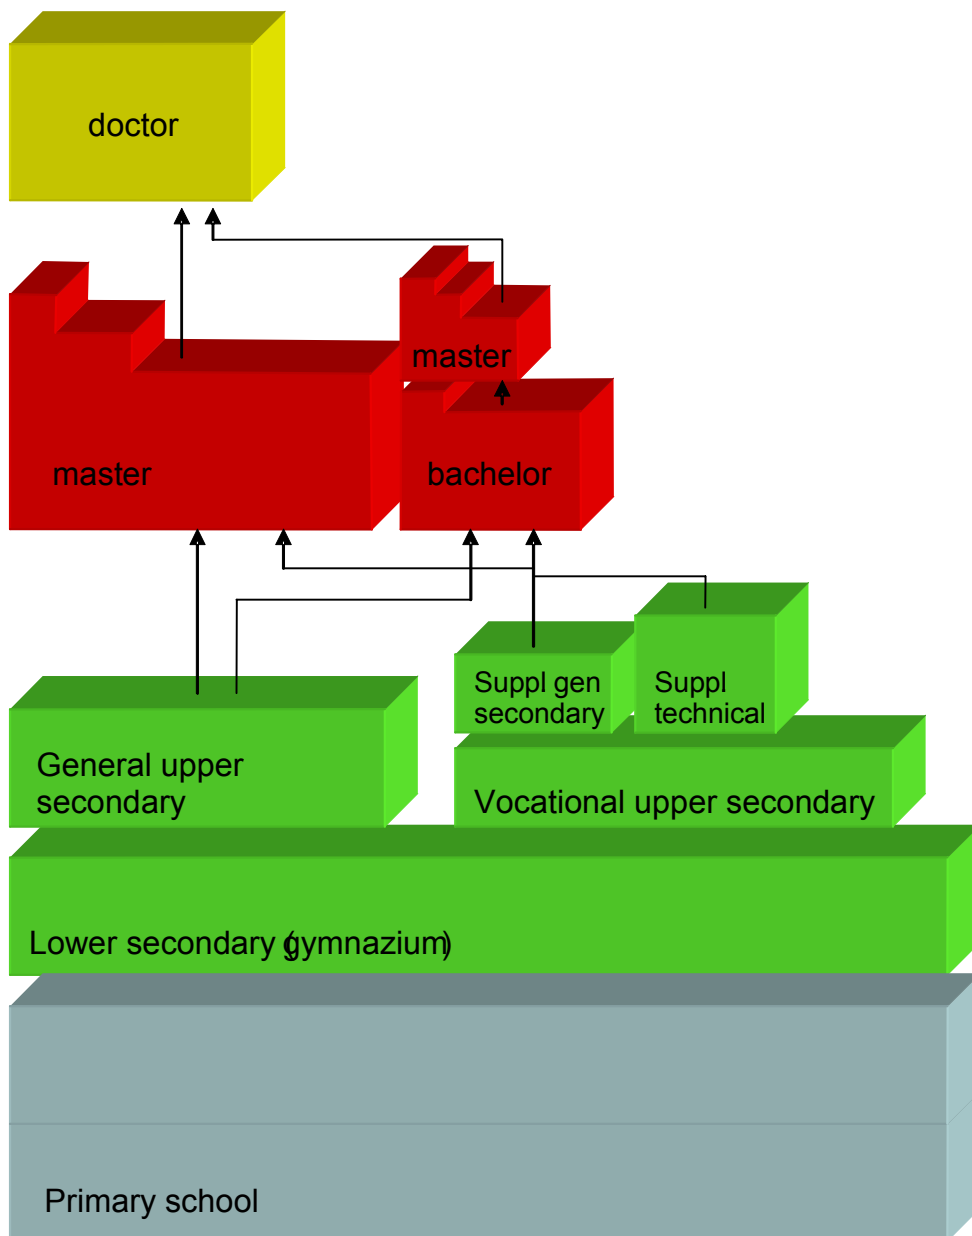 doctor
master
master
bachelor
Suppl gen
secondary
Suppl
technical
General upper
secondary
Vocational upper secondary
Lower secondary (gymnazium)
Primary school